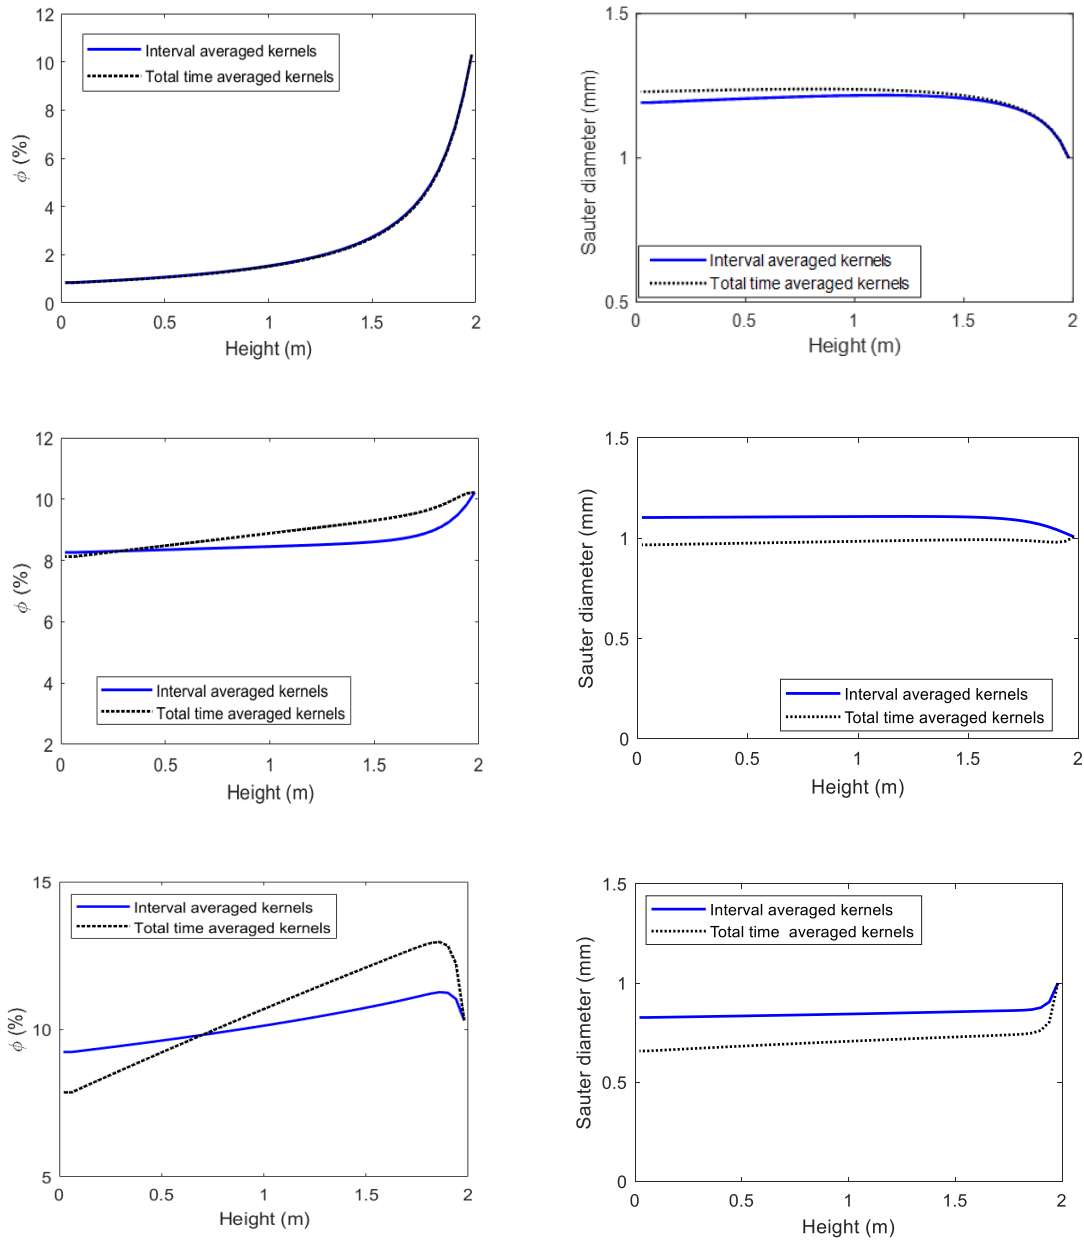 12
10
8
6
4
2
0
ϕ (%)
Interval averaged kernels
Total time averaged kernels
0 0.5 1 1.5 2
Height (m)
1.5
1
0.5
Sauter diameter (mm)
Interval averaged kernels
Total time averaged kernels
0 0.5 1 1.5 2
Height (m)
12
10
8
6
4
2
ϕ (%)
Interval averaged kernels
Total time averaged kernels
0 0.5 1 1.5 2
Height (m)
1.5
1
0.5
0
Sauter diameter (mm)
Interval averaged kernels
Total time averaged kernels
0 0.5 1 1.5 2
Height (m)
15
10
5
ϕ (%)
Interval averaged kernels
Total time averaged kernels
0 0.5 1 1.5 2
Height (m)
1.5
1
0.5
0
Sauter diameter (mm)
Interval averaged kernels
Total time averaged kernels
0 0.5 1 1.5 2
Height (m)